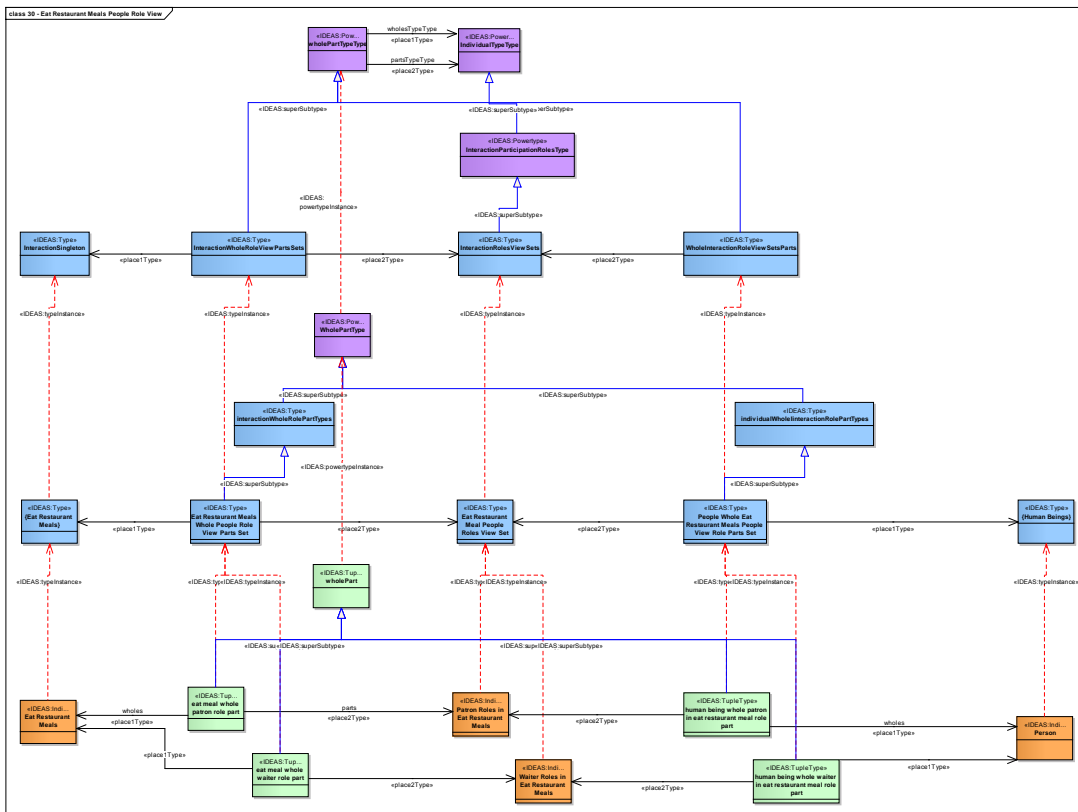 class 30 - Eat Restaurant Meals People Role View
«IDEAS:Pow...
wholePartTypeType
wholesTypeType
«place1Type»
partsTypeType
«place2Type»
«IDEAS:Power...
IndividualTypeType
«IDEAS:superSubtype»
«IDEAS:superSubtype»
«IDEAS:Powertype»
InteractionParticipationRolesType
«IDEAS:
powertypeInstance»
«IDEAS:superSubtype»
«IDEAS:Type»
InteractionSingleton
«place1Type»
«IDEAS:Type»
InteractionWholeRoleViewPartsSets
«place2Type»
«IDEAS:Type»
InteractionRolesViewSets
«place2Type»
«IDEAS:Type»
WholeInteractionRoleViewSetsParts
«IDEAS:typeInstance»
«IDEAS:typeInstance»
«IDEAS:typeInstance»
«IDEAS:typeInstance»
«IDEAS:Pow...
WholePartType
«IDEAS:superSubtype»
«IDEAS:superSubtype»
«IDEAS:Type»
interactionWholeRolePartTypes
«IDEAS:Type»
individualWholeIinteractionRolePartTypes
«IDEAS:powertypeInstance»
«IDEAS:superSubtype»
«IDEAS:superSubtype»
«IDEAS:Type»
{Eat Restaurant
Meals}
«place1Type»
«IDEAS:Type»
Eat Restaurant Meals
Whole People Role
View Parts Set
«place2Type»
«IDEAS:Type»
Eat Restaurant
Meal People
Roles View Set
«place2Type»
«IDEAS:Type»
People Whole Eat
Restaurant Meals People
View Role Parts Set
«place1Type»
«IDEAS:Type»
{Human Beings}
«IDEAS:typeInstance»
«IDEAS:typeInstance»
«IDEAS:typeInstance»
«IDEAS:typeInstance»
«IDEAS:typeInstance»
«IDEAS:Tup...
wholePart
«IDEAS:superSubtype»
«IDEAS:superSubtype»
«IDEAS:Indi...
Eat Restaurant
Meals
wholes
«place1Type»
«place1Type»
«IDEAS:Tup...
eat meal whole
patron role part
parts
«place2Type»
«IDEAS:Indi...
Patron Roles in
Eat Restaurant
Meals
«place2Type»
«IDEAS:TupleType»
human being whole patron
in eat restaurant meal role
part
wholes
«place1Type»
«IDEAS:Indi...
Person
«IDEAS:Tup...
eat meal whole
waiter role part
«place2Type»
«IDEAS:Indi...
Waiter Roles in
Eat Restaurant
Meals
«place2Type»
«IDEAS:TupleType»
human being whole waiter
in eat restaurant meal role
part
«place1Type»